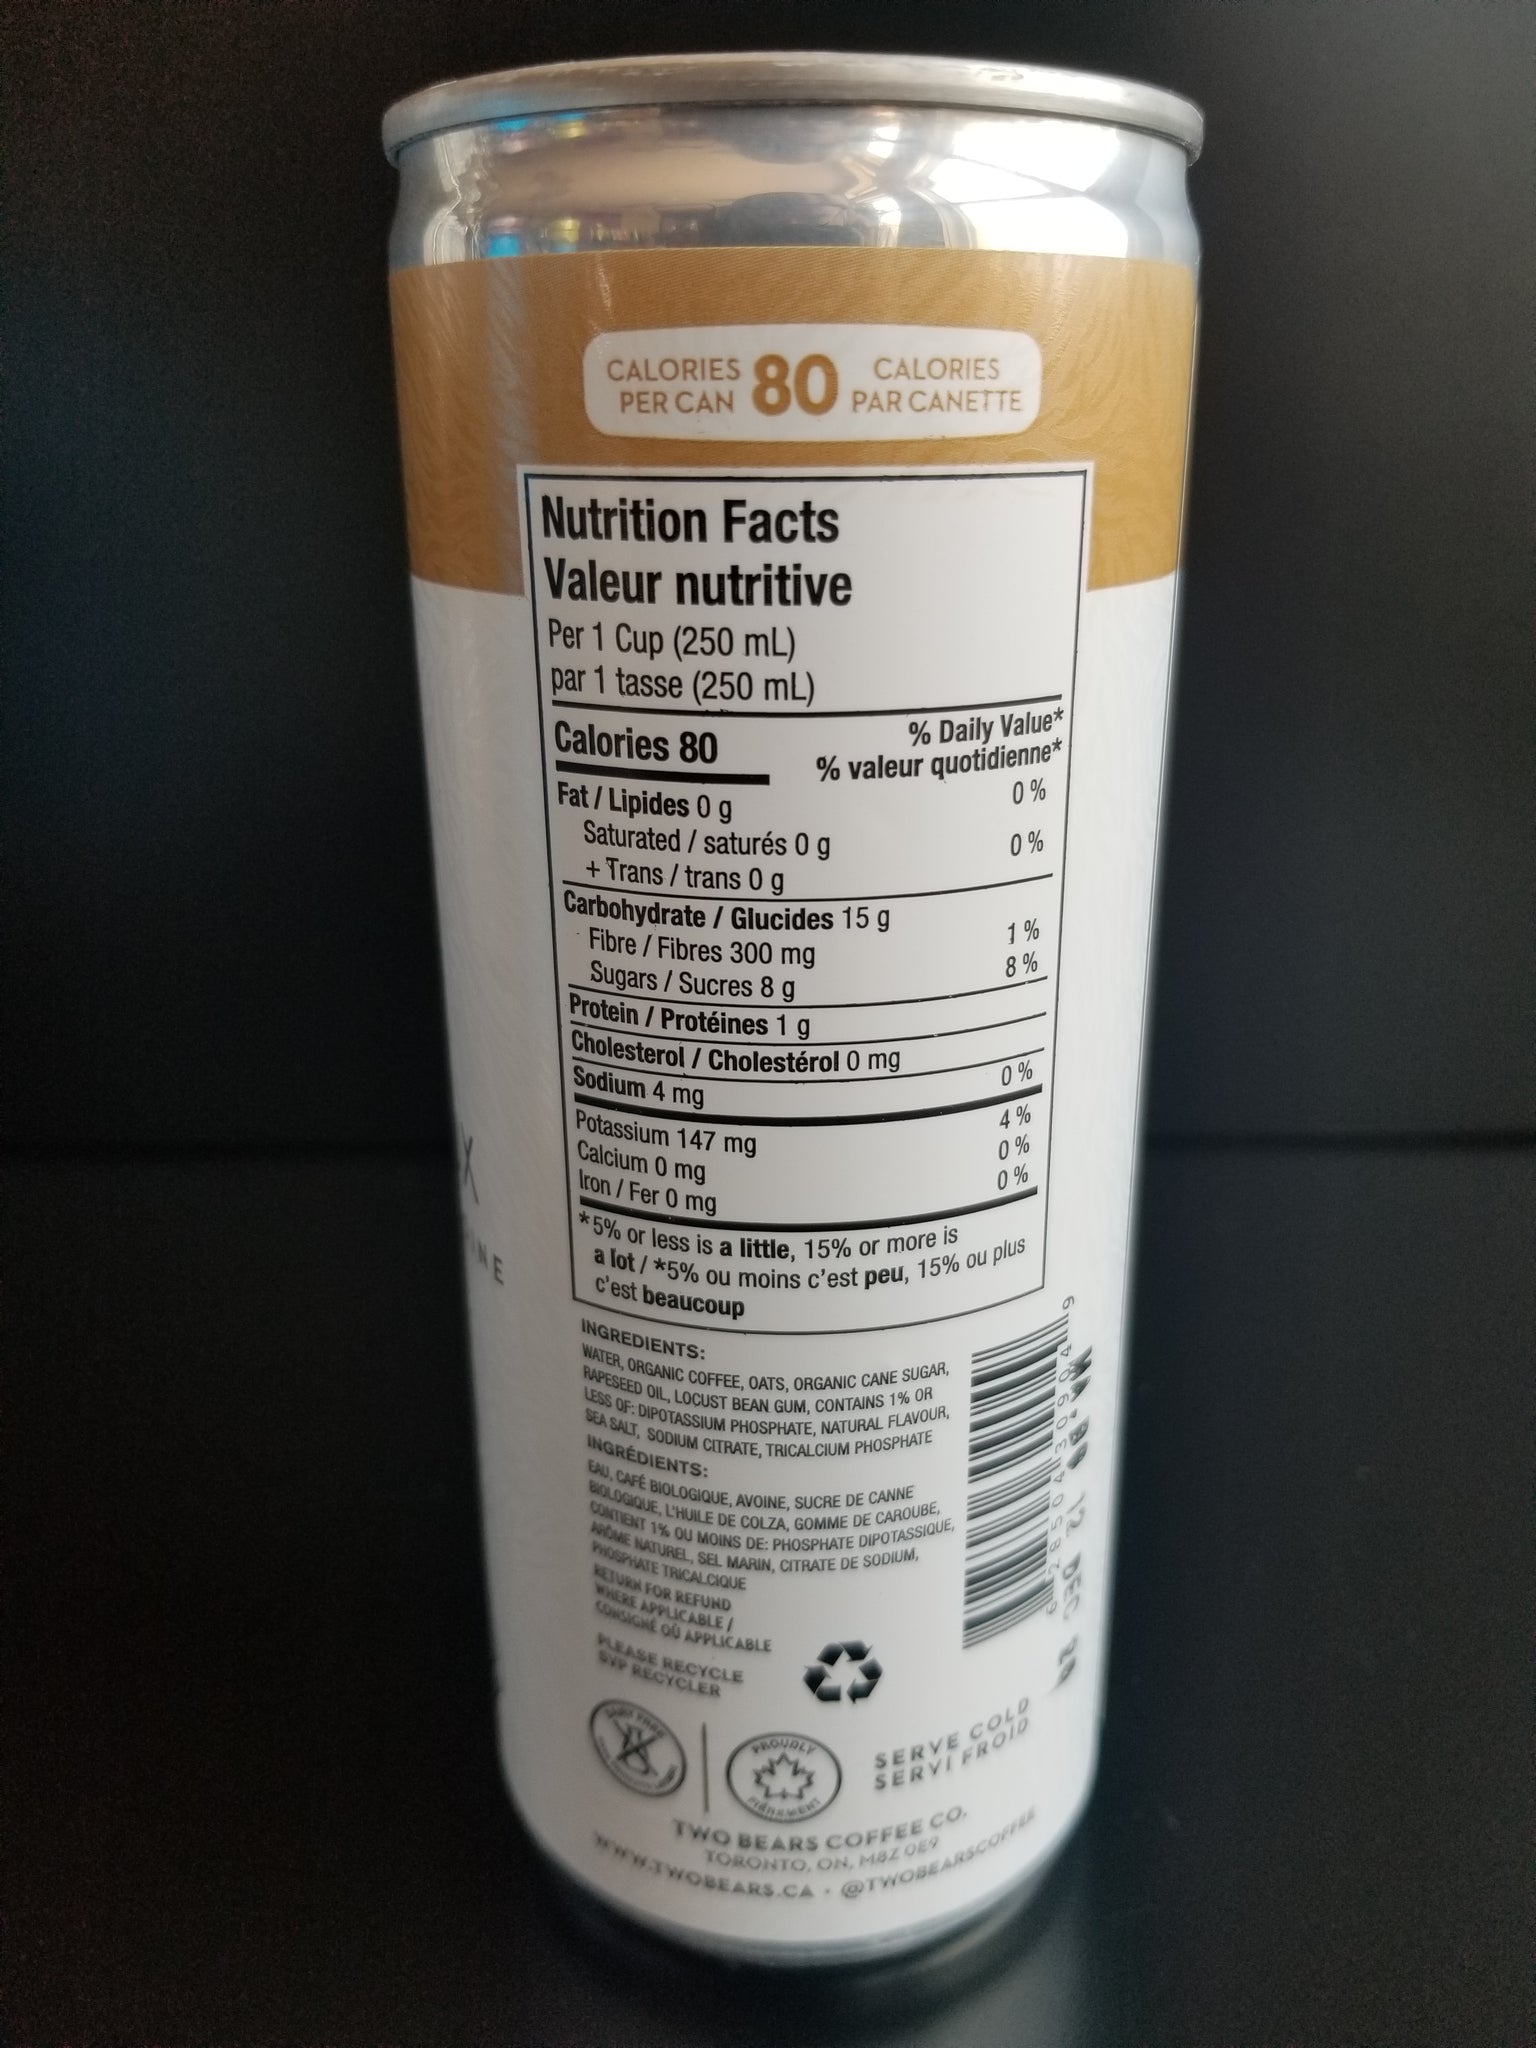 CALORIES PER CAN 80 CALORIES PAR CANETTE
Nutrition Facts
Valeur nutritive
Per 1 Cup (250 mL)
par 1 tasse (250 mL)
Calories 80
% Daily Value*
% valeur quotidienne*
Fat / Lipides 0 g 0 %
Saturated / saturés 0 g 0 %
+ Trans / trans 0 g
Carbohydrate / Glucides 15 g
Fibre / Fibres 300 mg 1 %
Sugars / Sucres 8 g 8 %
Protein / Protéines 1 g
Cholesterol / Cholestérol 0 mg
Sodium 4 mg 0 %
Potassium 147 mg 4 %
Calcium 0 mg 0 %
Iron / Fer 0 mg 0 %
*5% or less is a little, 15% or more is
a lot / *5% ou moins c'est peu, 15% ou plus
c'est beaucoup
INGREDIENTS:
WATER, ORGANIC COFFEE, OATS, ORGANIC CANE SUGAR,
RAPESEED OIL, LOCUST BEAN GUM, CONTAINS 1% OR
LESS OF: DIPOTASSIUM PHOSPHATE, NATURAL FLAVOUR,
SEA SALT, SODIUM CITRATE, TRICALCIUM PHOSPHATE
INGRÉDIENTS:
EAU, CAFÉ BIOLOGIQUE, AVOINE, SUCRE DE CANNE
BIOLOGIQUE, L'HUILE DE COLZA, GOMME DE CAROUBE,
CONTIENT 1% OU MOINS DE: PHOSPHATE DIPOTASSIQUE,
ARÔME NATUREL, SEL MARIN, CITRATE DE SODIUM,
PHOSPHATE TRICALCIQUE
RETURN FOR REFUND
WHERE APPLICABLE /
CONSIGNÉ OÙ APPLICABLE
PLEASE RECYCLE
SVP RECYCLER
6 28504 30904 9
PROUDLY
FIÈREMENT
SERVE COLD
SERVI FROID
TWO BEARS COFFEE CO.
TORONTO, ON, M8Z 0E9
WWW.TWOBEARS.CA • @TWOBEARSCOFFEE